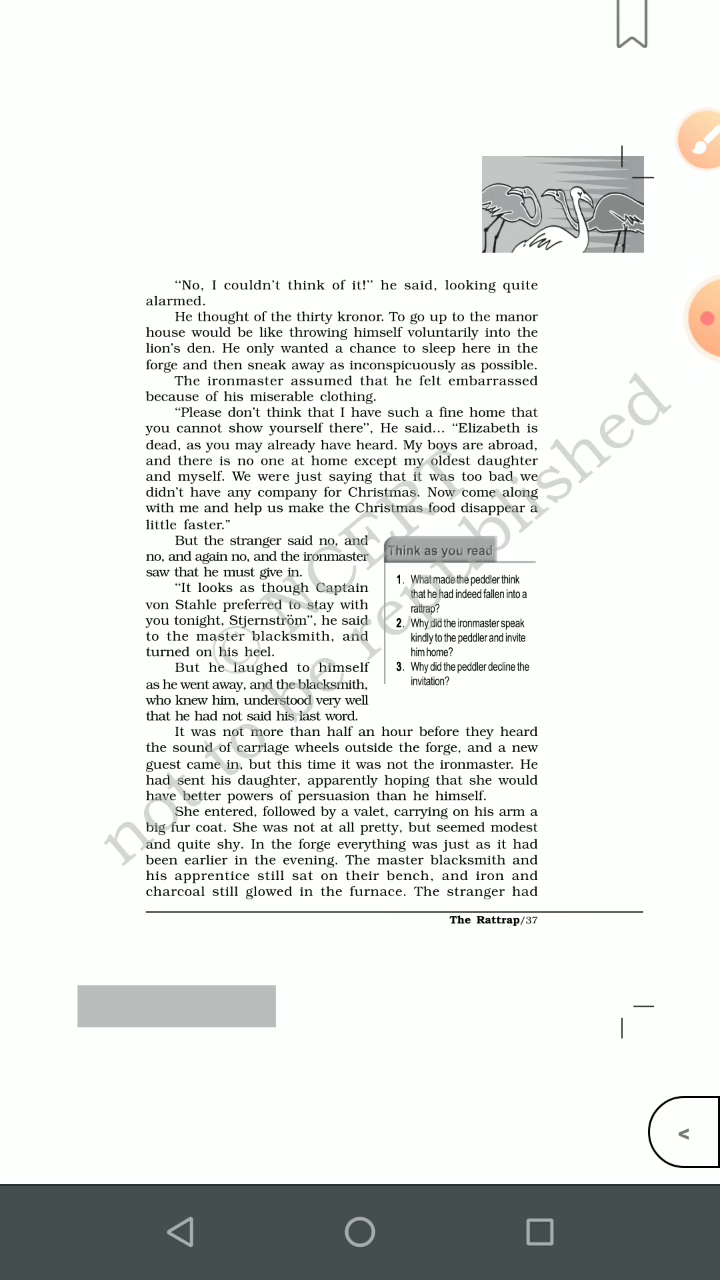 “No, I couldn’t think of it!” he said, looking quite
alarmed.
He thought of the thirty kronor. To go up to the manor
house would be like throwing himself voluntarily into the
lion’s den. He only wanted a chance to sleep here in the
forge and then sneak away as inconspicuously as possible.
The ironmaster assumed that he felt embarrassed
because of his miserable clothing.
“Please don’t think that I have such a fine home that
you cannot show yourself there”, He said... “Elizabeth is
dead, as you may already have heard. My boys are abroad,
and there is no one at home except my oldest daughter
and myself. We were just saying that it was too bad we
didn’t have any company for Christmas. Now come along
with me and help us make the Christmas food disappear a
little faster.”
But the stranger said no, and
no, and again no, and the ironmaster
saw that he must give in.
“It looks as though Captain
von Stahle preferred to stay with
you tonight, Stjernström”, he said
to the master blacksmith, and
turned on his heel.
But he laughed to himself
as he went away, and the blacksmith,
who knew him, understood very well
that he had not said his last word.
Think as you read
1. What made the peddler think
that he had indeed fallen into a
rattrap?
2. Why did the ironmaster speak
kindly to the peddler and invite
him home?
3. Why did the peddler decline the
invitation?
It was not more than half an hour before they heard
the sound of carriage wheels outside the forge, and a new
guest came in, but this time it was not the ironmaster. He
had sent his daughter, apparently hoping that she would
have better powers of persuasion than he himself.
She entered, followed by a valet, carrying on his arm a
big fur coat. She was not at all pretty, but seemed modest
and quite shy. In the forge everything was just as it had
been earlier in the evening. The master blacksmith and
his apprentice still sat on their bench, and iron and
charcoal still glowed in the furnace. The stranger had
The Rattrap/37
© NCERT
not to be republished
<